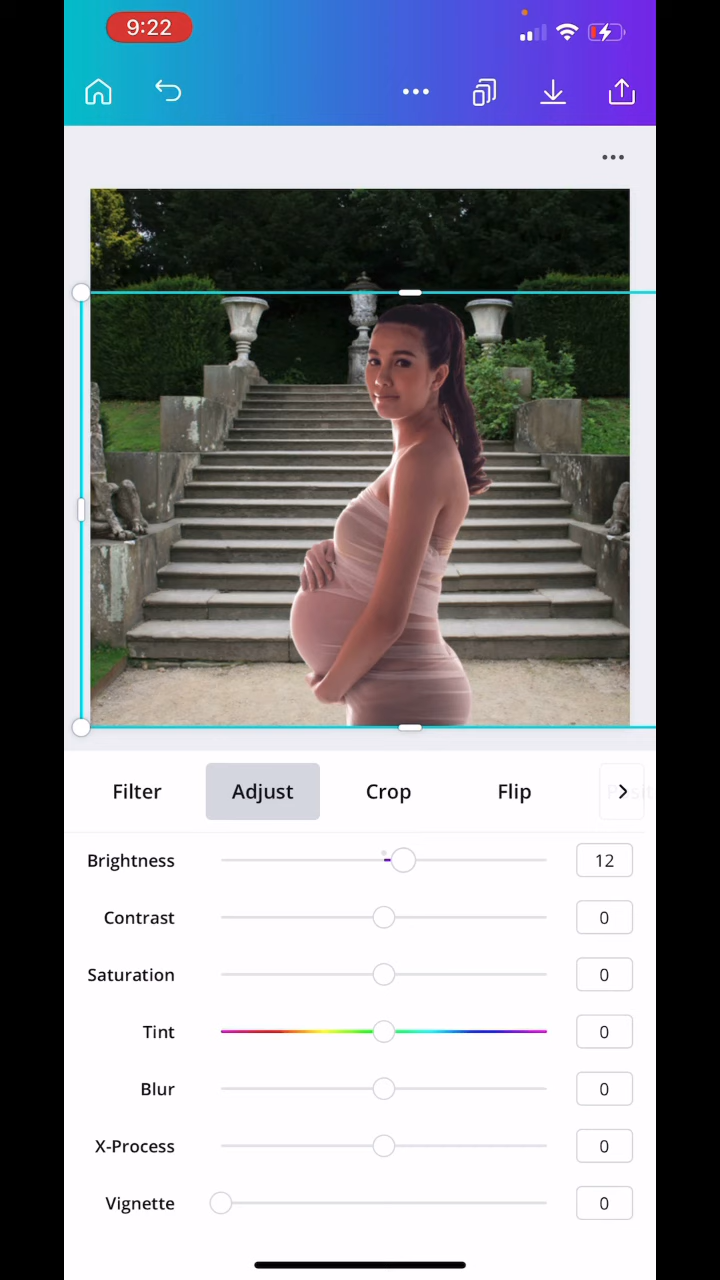 9:22
Filter Adjust Crop Flip
Brightness 12
Contrast 0
Saturation 0
Tint 0
Blur 0
X-Process 0
Vignette 0